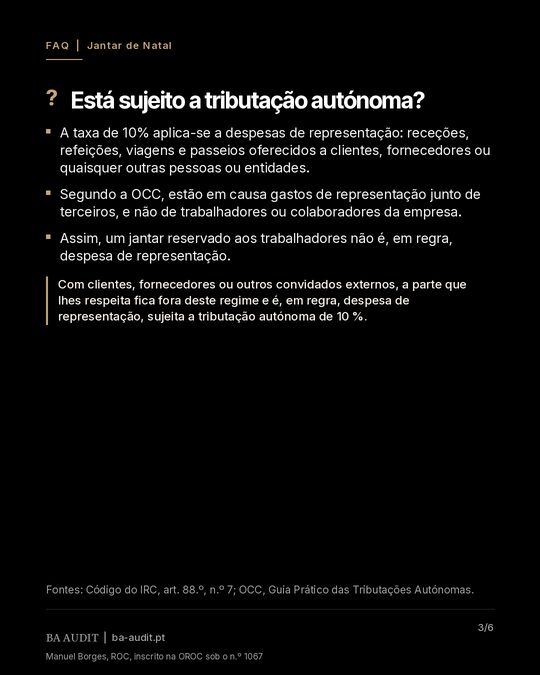 FAQ | Jantar de Natal
? Está sujeito a tributação autónoma?
▪ A taxa de 10% aplica-se a despesas de representação: receções,
refeições, viagens e passeios oferecidos a clientes, fornecedores ou
quaisquer outras pessoas ou entidades.
▪ Segundo a OCC, estão em causa gastos de representação junto de
terceiros, e não de trabalhadores ou colaboradores da empresa.
▪ Assim, um jantar reservado aos trabalhadores não é, em regra,
despesa de representação.
Com clientes, fornecedores ou outros convidados externos, a parte que
lhes respeita fica fora deste regime e é, em regra, despesa de
representação, sujeita a tributação autónoma de 10 %.
Fontes: Código do IRC, art. 88.º, n.º 7; OCC, Guia Prático das Tributações Autónomas.
3/6
BA AUDIT | ba-audit.pt
Manuel Borges, ROC, inscrito na OROC sob o n.º 1067